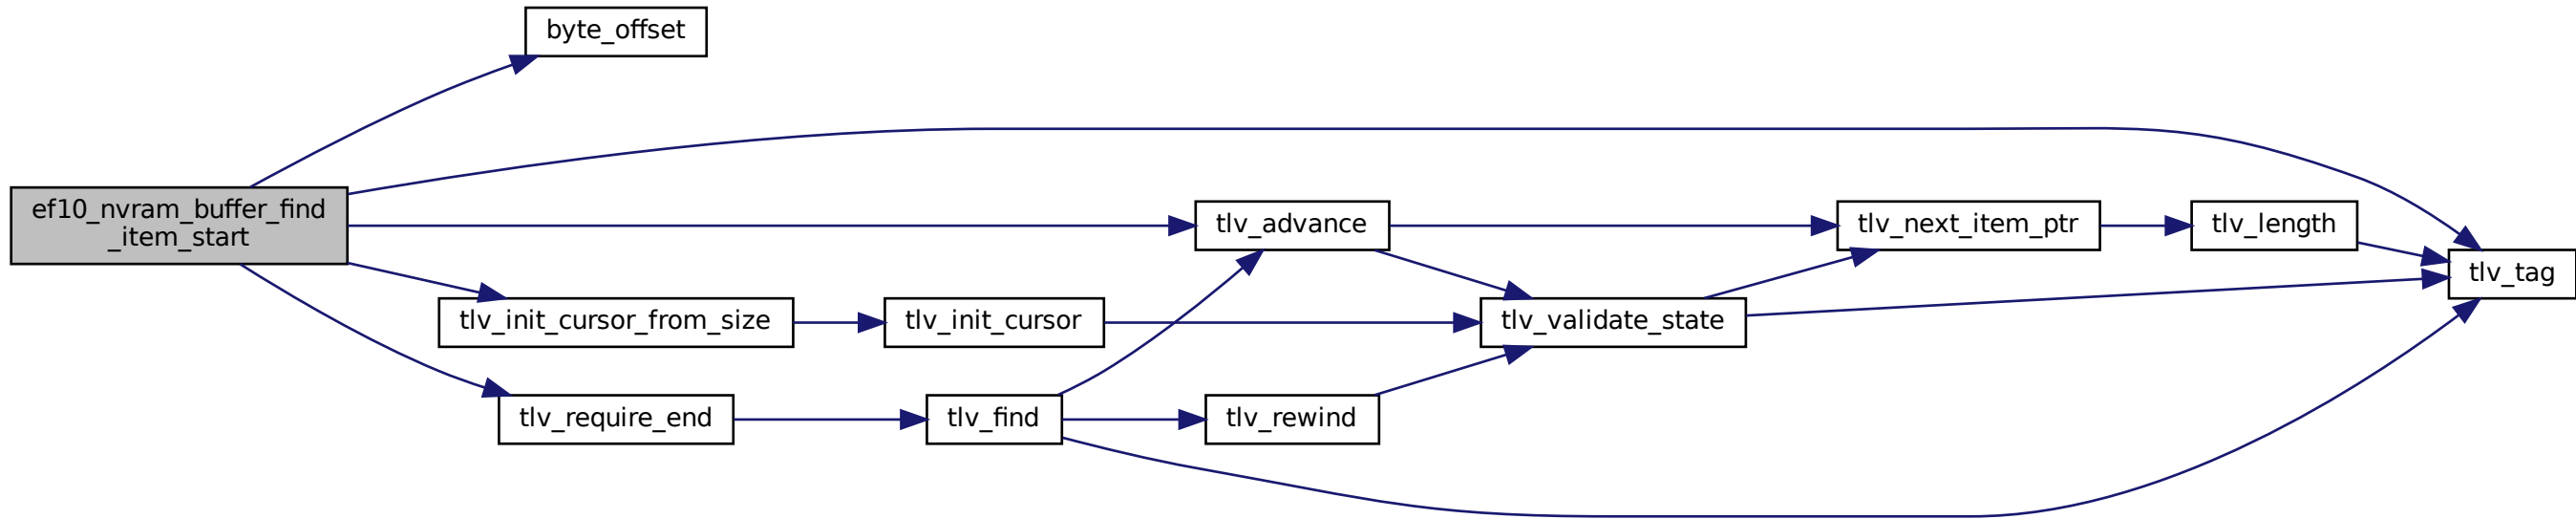 byte_offset
ef10_nvram_buffer_find
_item_start
tlv_advance
tlv_next_item_ptr
tlv_length
tlv_tag
tlv_init_cursor_from_size
tlv_init_cursor
tlv_validate_state
tlv_require_end
tlv_find
tlv_rewind